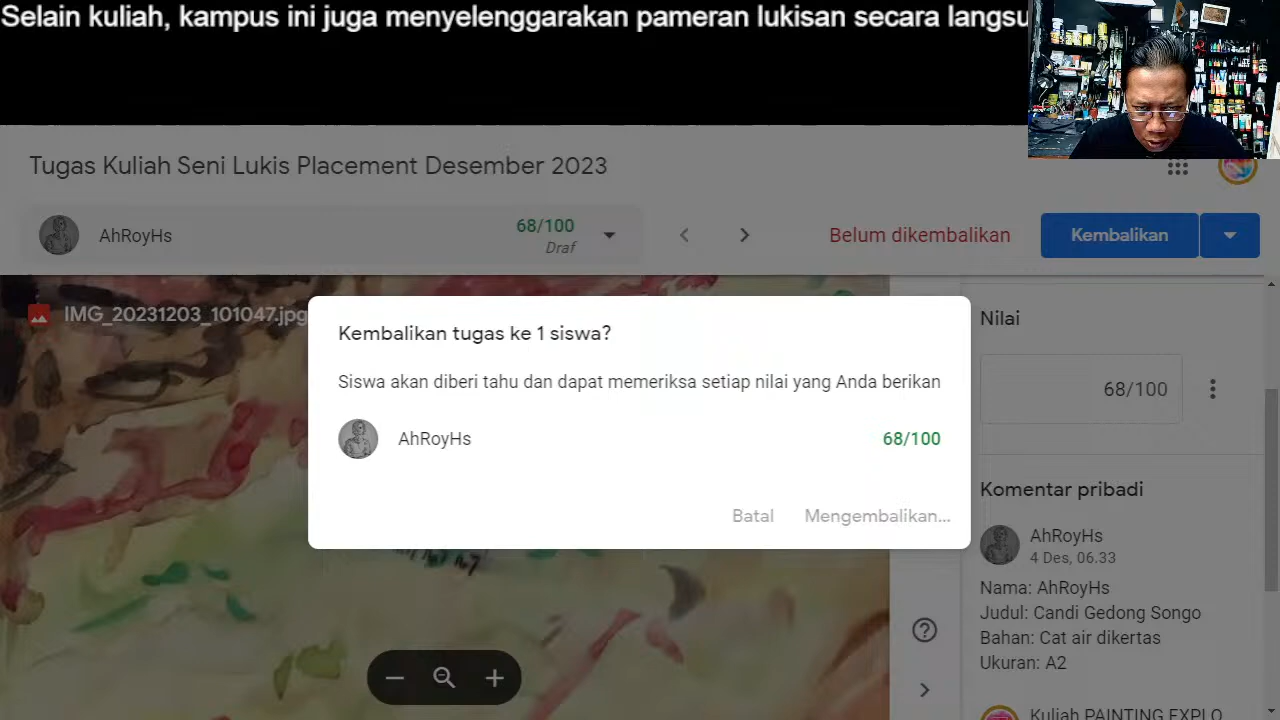 Selain kuliah, kampus ini juga menyelenggarakan pameran lukisan secara langsu
Tugas Kuliah Seni Lukis Placement Desember 2023
AhRoyHs
68/100
Draf
Belum dikembalikan
Kembalikan
IMG_20231203_101047.jpg
Kembalikan tugas ke 1 siswa?
Siswa akan diberi tahu dan dapat memeriksa setiap nilai yang Anda berikan
AhRoyHs
68/100
Batal
Mengembalikan...
Nilai
68/100
Komentar pribadi
AhRoyHs
4 Des, 06.33
Nama: AhRoyHs
Judul: Candi Gedong Songo
Bahan: Cat air dikertas
Ukuran: A2
Kuliah PAINTING EXPLO